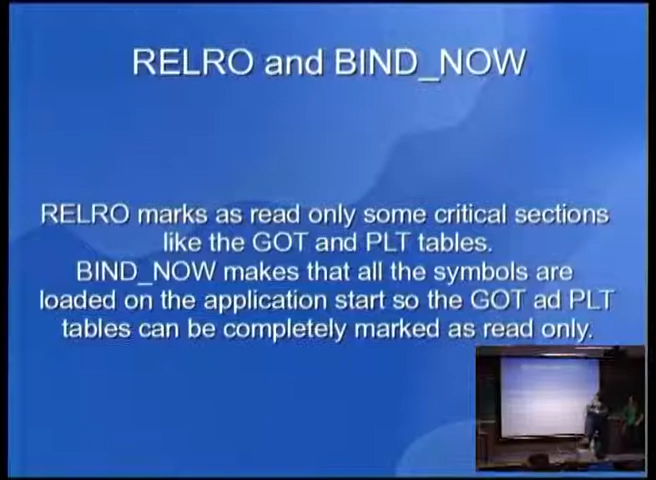 RELRO and BIND_NOW
RELRO marks as read only some critical sections
like the GOT and PLT tables.
BIND_NOW makes that all the symbols are
loaded on the application start so the GOT ad PLT
tables can be completely marked as read only.